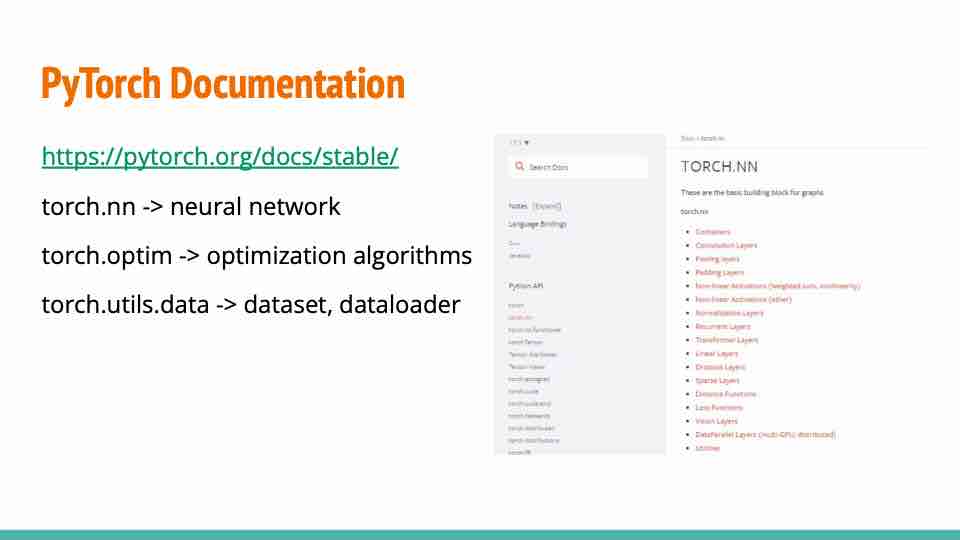 PyTorch Documentation
https://pytorch.org/docs/stable/
torch.nn -> neural network
torch.optim -> optimization algorithms
torch.utils.data -> dataset, dataloader
Search Docs
Notes [Expand]
Language Bindings
C++
Javadoc
Python API
torch
torch.nn
torch.nn.functional
torch.Tensor
Tensor Attributes
Tensor Views
torch.autograd
torch.cuda
torch.cuda.amp
torch.backends
torch.distributed
torch.distributions
torch.fft
Docs > torch.nn
TORCH.NN
These are the basic building block for graphs
torch.nn
Containers
Convolution Layers
Pooling layers
Padding Layers
Non-linear Activations (weighted sum, nonlinearity)
Non-linear Activations (other)
Normalization Layers
Recurrent Layers
Transformer Layers
Linear Layers
Dropout Layers
Sparse Layers
Distance Functions
Loss Functions
Vision Layers
DataParallel Layers (multi-GPU, distributed)
Utilities